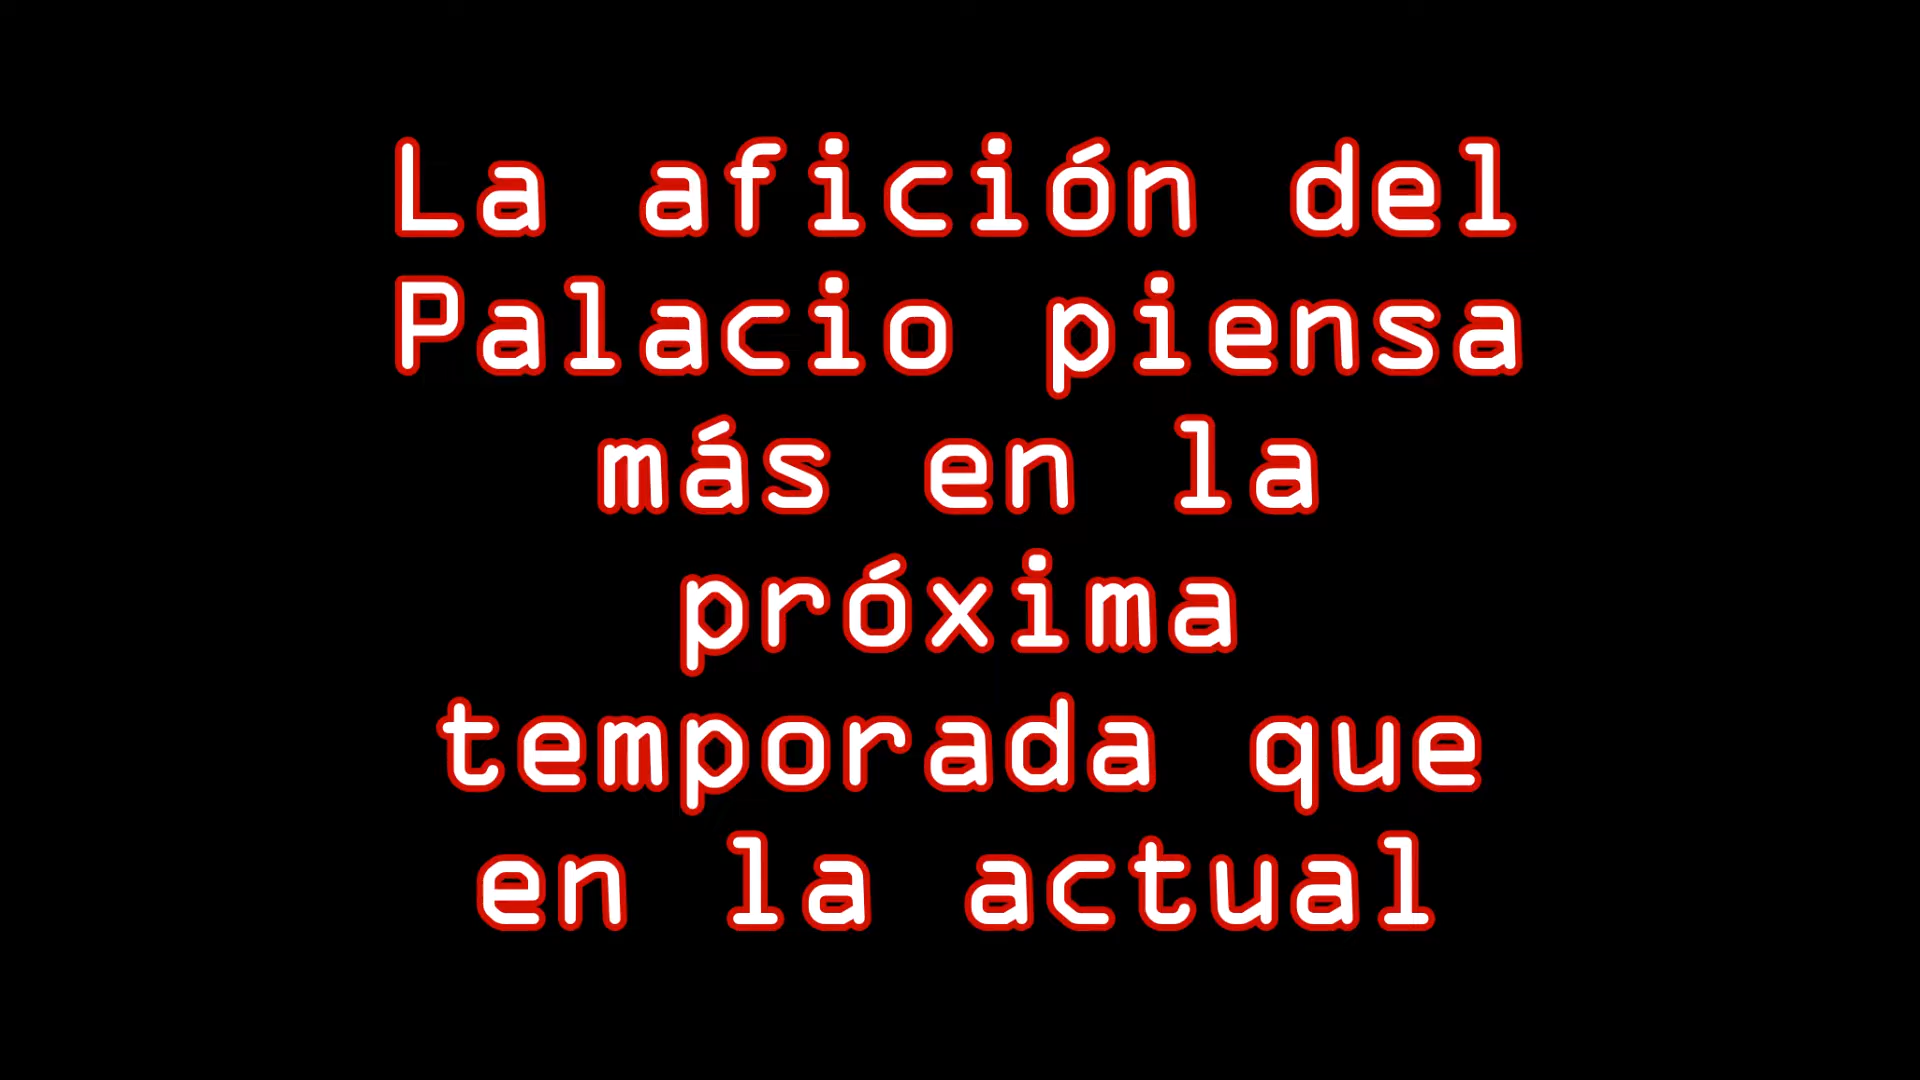 La afición del
Palacio piensa
más en la
próxima
temporada que
en la actual